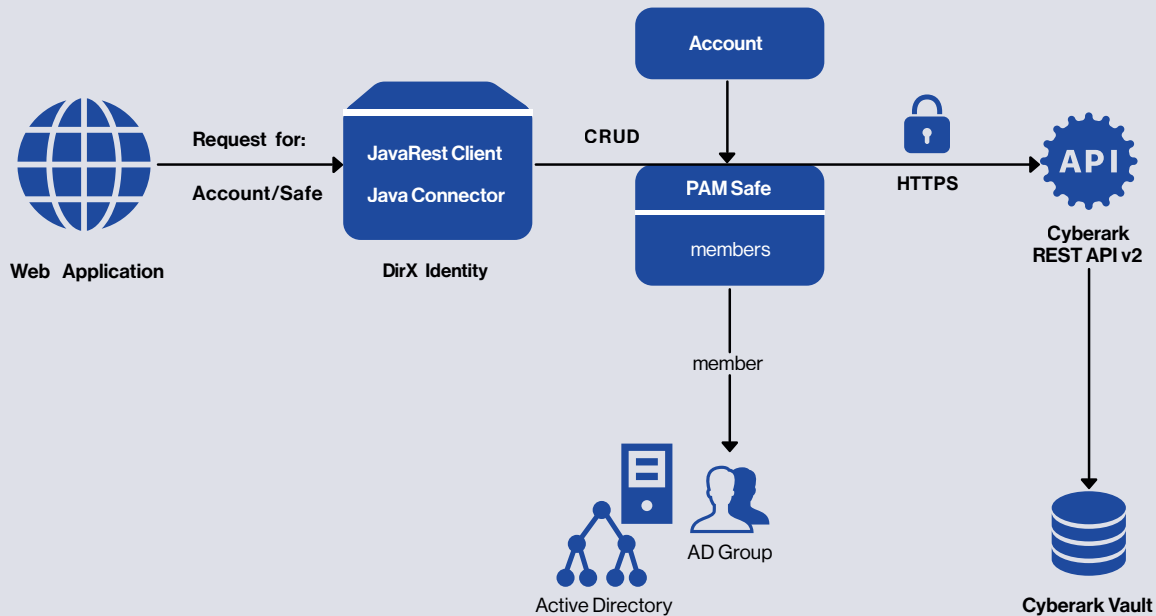 Account
Request for:
Account/Safe
JavaRest Client
Java Connector
CRUD
PAM Safe
members
HTTPS
API
Web Application
DirX Identity
Cyberark
REST API v2
member
AD Group
Active Directory
Cyberark Vault